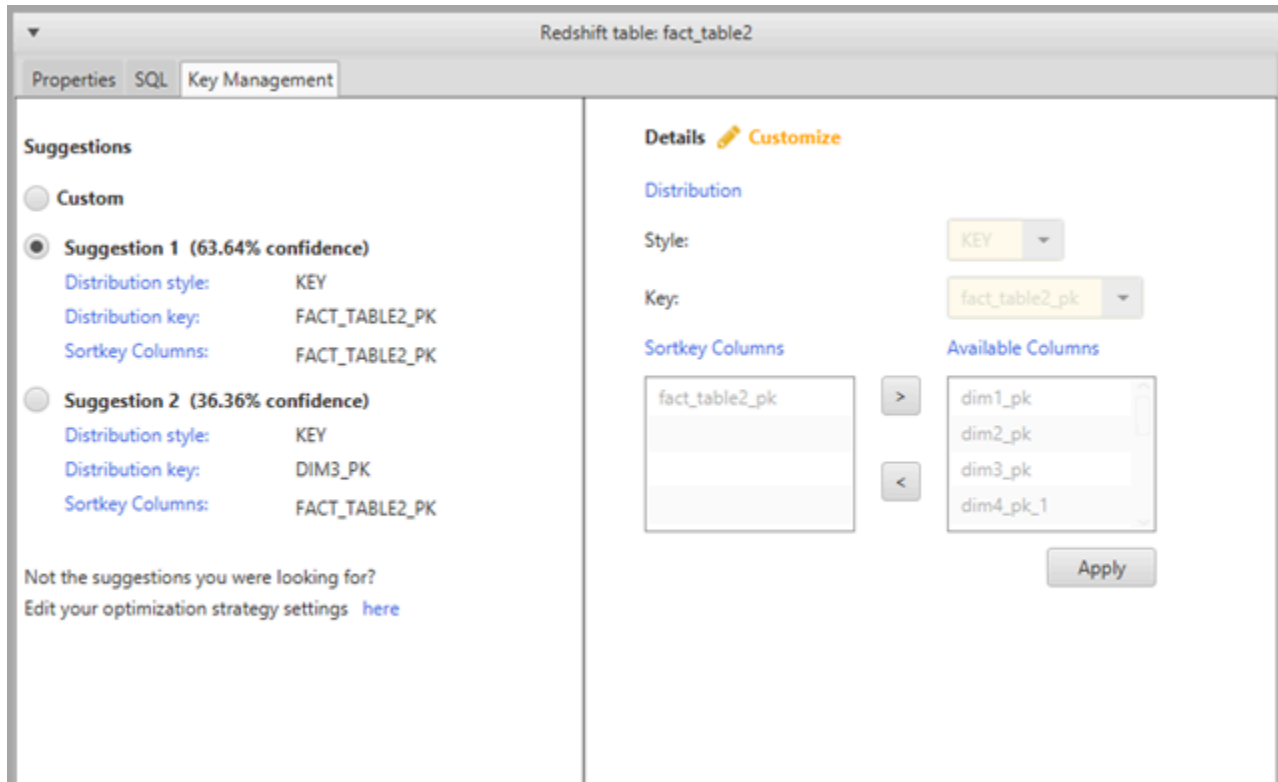 Redshift table: fact_table2
Properties SQL Key Management
Suggestions
Custom
Suggestion 1 (63.64% confidence)
Distribution style: KEY
Distribution key: FACT_TABLE2_PK
Sortkey Columns: FACT_TABLE2_PK
Suggestion 2 (36.36% confidence)
Distribution style: KEY
Distribution key: DIM3_PK
Sortkey Columns: FACT_TABLE2_PK
Not the suggestions you were looking for?
Edit your optimization strategy settings here
Details Customize
Distribution
Style: KEY
Key: fact_table2_pk
Sortkey Columns Available Columns
fact_table2_pk > dim1_pk
dim2_pk
< dim3_pk
dim4_pk_1
Apply